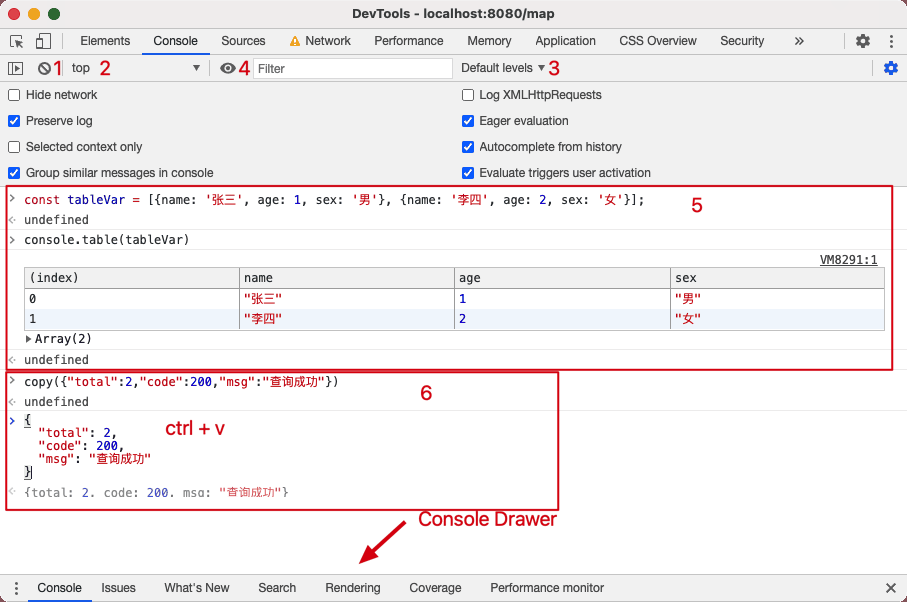 DevTools - localhost:8080/map
Elements Console Sources Network Performance Memory Application CSS Overview Security »
1 top 2 4 Filter Default levels 3
Hide network Log XMLHttpRequests
Preserve log Eager evaluation
Selected context only Autocomplete from history
Group similar messages in console Evaluate triggers user activation
> const tableVar = [{name: '张三', age: 1, sex: '男'}, {name: '李四', age: 2, sex: '女'}]; 5
undefined
> console.table(tableVar)
VM8291:1
(index) name age sex
0 "张三" 1 "男"
1 "李四" 2 "女"
Array(2)
undefined
> copy({"total":2,"code":200,"msg":"查询成功"}) 6
undefined
> {
"total": 2, ctrl + v
"code": 200,
"msg": "查询成功"
}
{total: 2, code: 200, msg: "查询成功"}
Console Drawer
Console Issues What's New Search Rendering Coverage Performance monitor